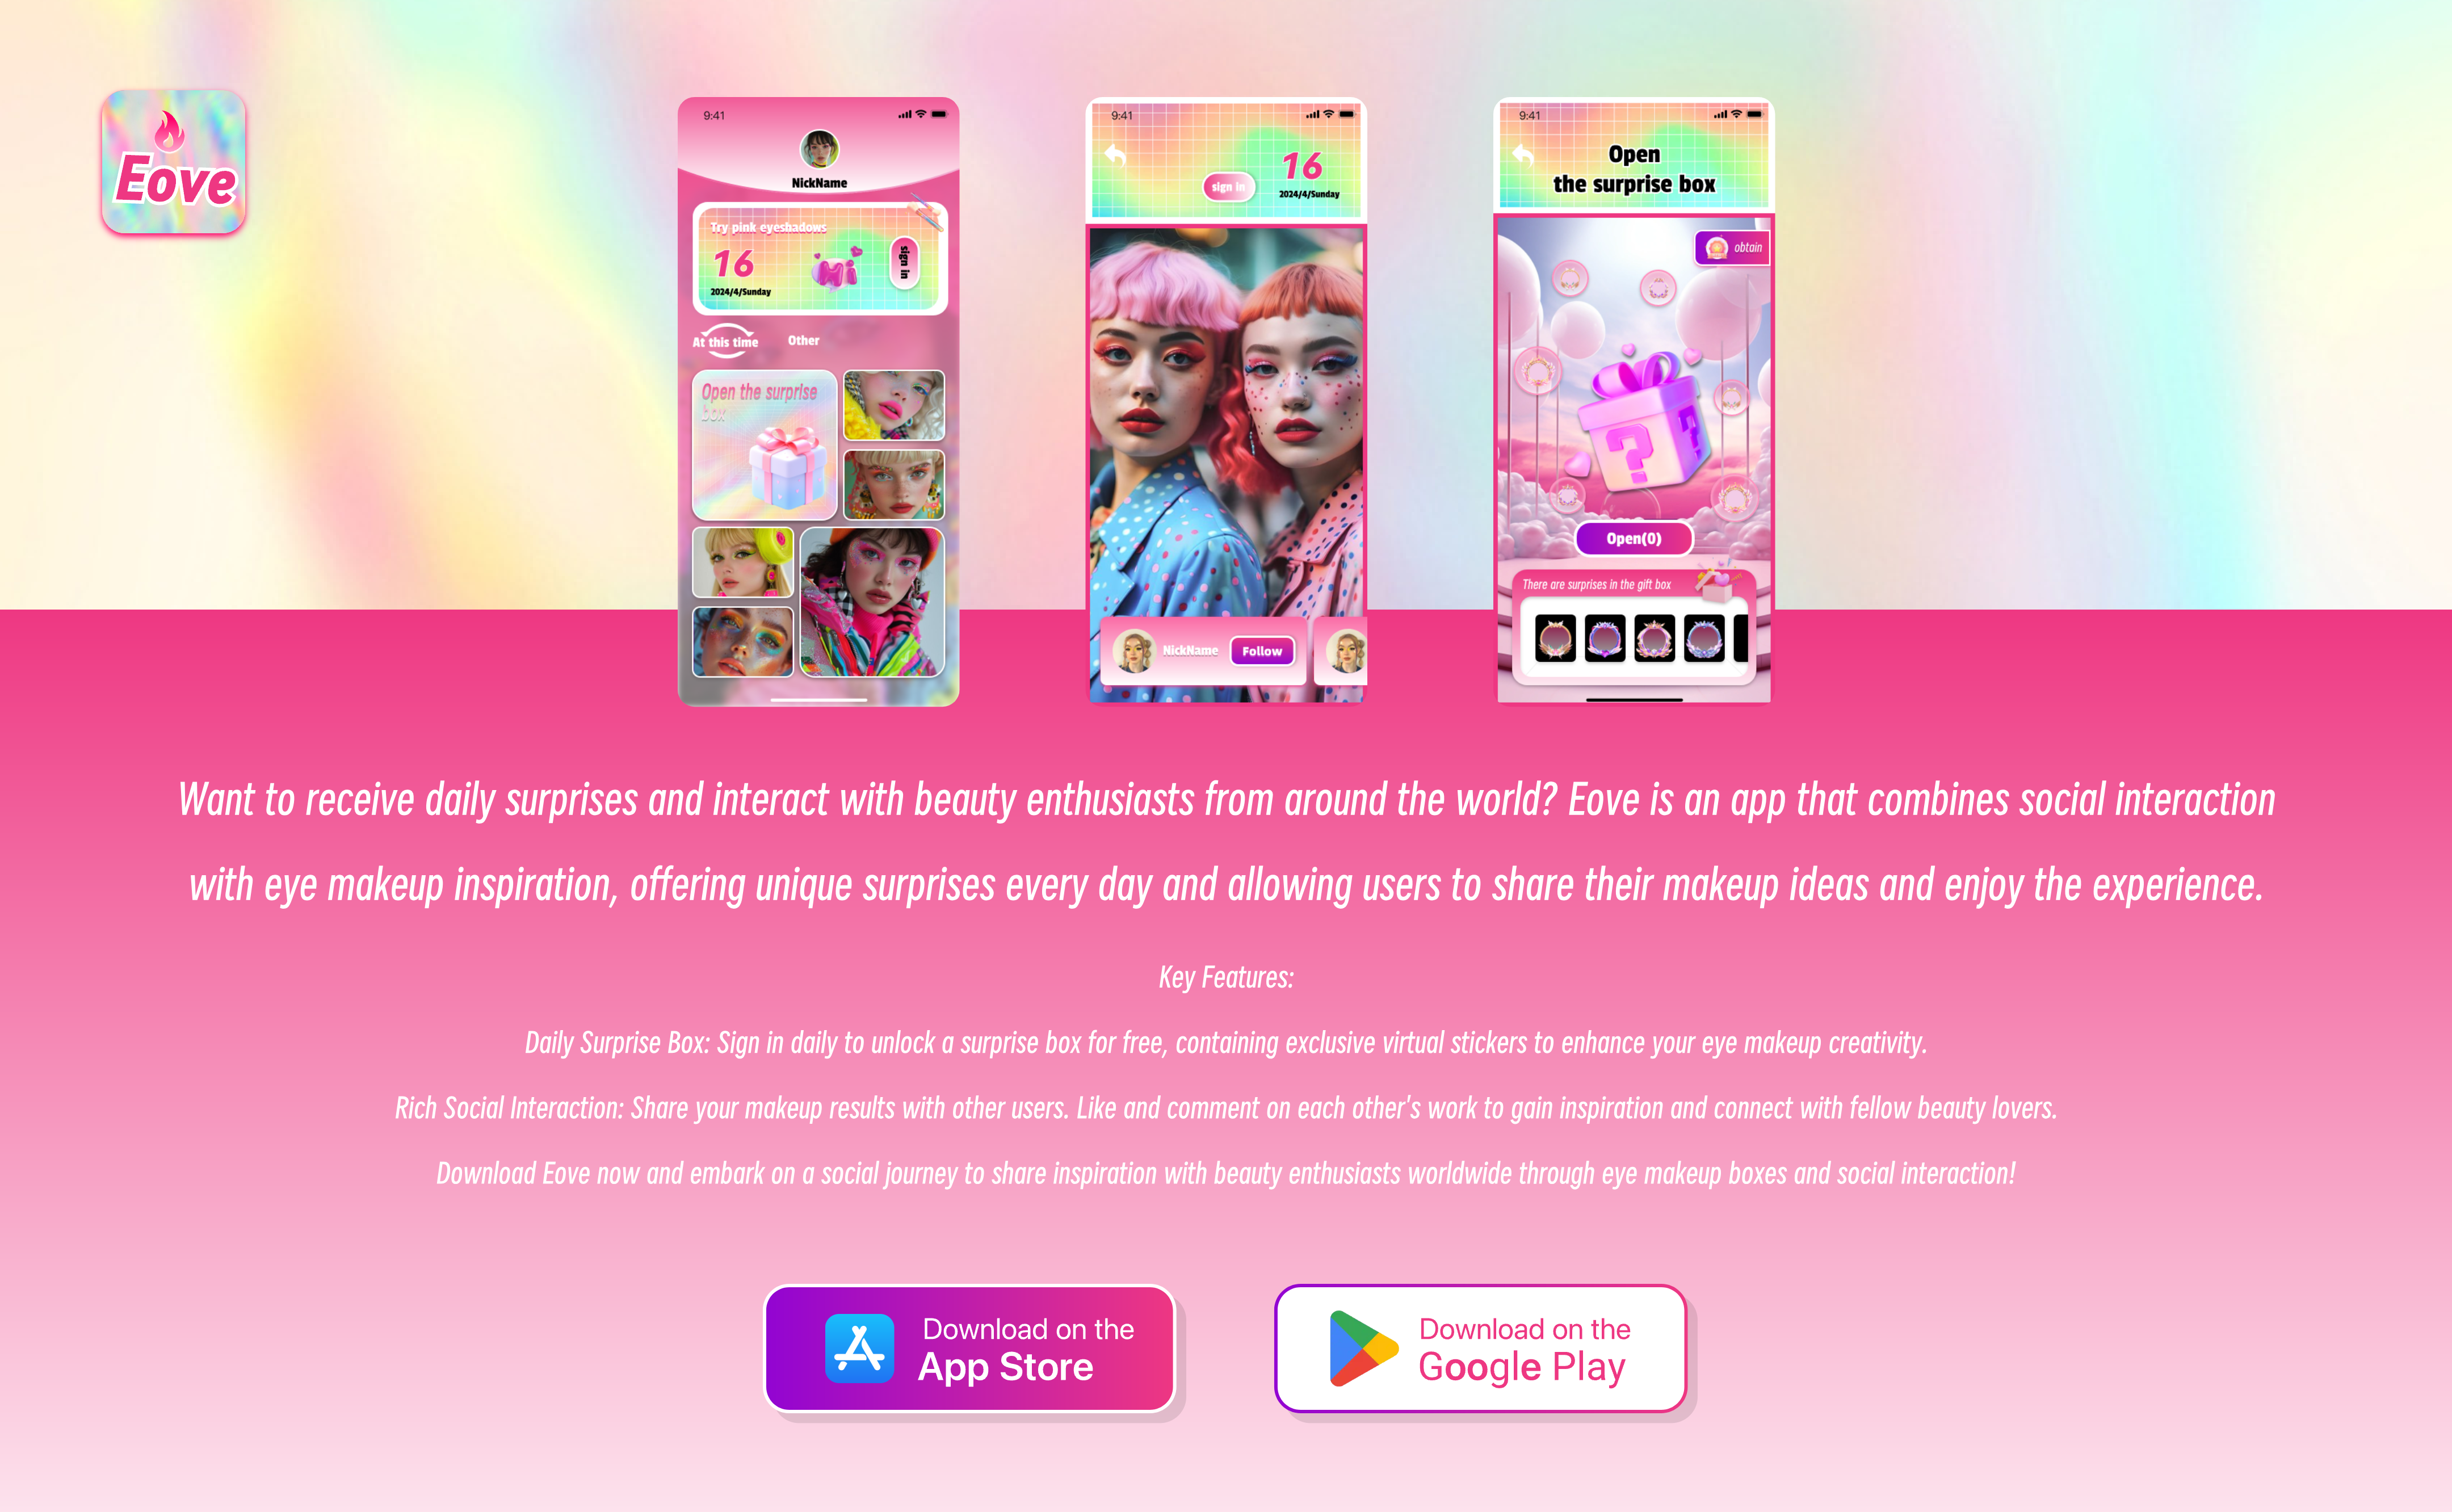 Eove
9:41
NickName
Try pink eyeshadows
16
2024/4/Sunday
Hi
sign in
At this time
Other
Open the surprise
box
9:41
sign in
16
2024/4/Sunday
NickName
Follow
9:41
Open
the surprise box
obtain
? ?
Open(0)
There are surprises in the gift box
Want to receive daily surprises and interact with beauty enthusiasts from around the world? Eove is an app that combines social interaction
with eye makeup inspiration, offering unique surprises every day and allowing users to share their makeup ideas and enjoy the experience.
Key Features:
Daily Surprise Box: Sign in daily to unlock a surprise box for free, containing exclusive virtual stickers to enhance your eye makeup creativity.
Rich Social Interaction: Share your makeup results with other users. Like and comment on each other's work to gain inspiration and connect with fellow beauty lovers.
Download Eove now and embark on a social journey to share inspiration with beauty enthusiasts worldwide through eye makeup boxes and social interaction!
Download on the
App Store
Download on the
Google Play